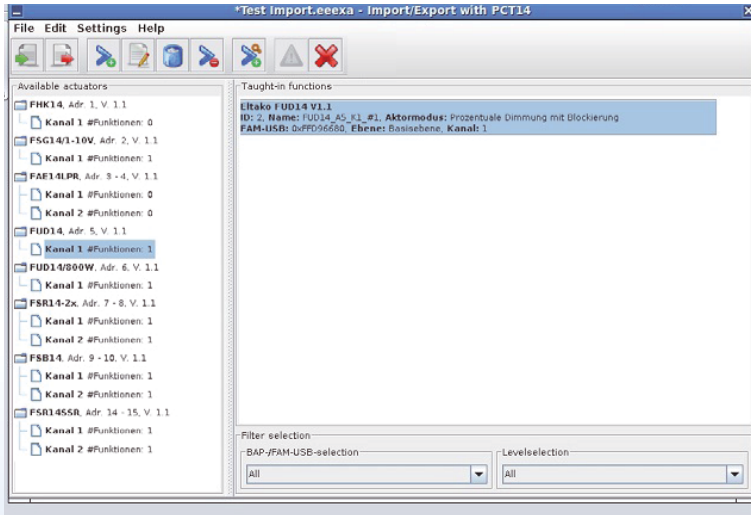 *Test Import.eeexa - Import/Export with PCT14
File Edit Settings Help
Available actuators
FHK14, Adr. 1, V. 1.1
Kanal 1 #Funktionen: 0
FSG14/1-10V, Adr. 2, V. 1.1
Kanal 1 #Funktionen: 1
FAE14LPR, Adr. 3 - 4, V. 1.1
Kanal 1 #Funktionen: 0
Kanal 2 #Funktionen: 0
FUD14, Adr. 5, V. 1.1
Kanal 1 #Funktionen: 1
FUD14/800W, Adr. 6, V. 1.1
Kanal 1 #Funktionen: 1
FSR14-2x, Adr. 7 - 8, V. 1.1
Kanal 1 #Funktionen: 1
Kanal 2 #Funktionen: 1
FSB14, Adr. 9 - 10, V. 1.1
Kanal 1 #Funktionen: 1
Kanal 2 #Funktionen: 1
FSR14SSR, Adr. 14 - 15, V. 1.1
Kanal 1 #Funktionen: 1
Kanal 2 #Funktionen: 1
Taught-in functions
Eltako FUD14 V1.1
ID: 2, Name: FUD14_A5_K1_#1, Aktormodus: Prozentuale Dimmung mit Blockierung
FAM-USB: 0xFFD96680, Ebene: Basisebene, Kanal: 1
Filter selection
BAP-/FAM-USB-selection
All
Levelselection
All